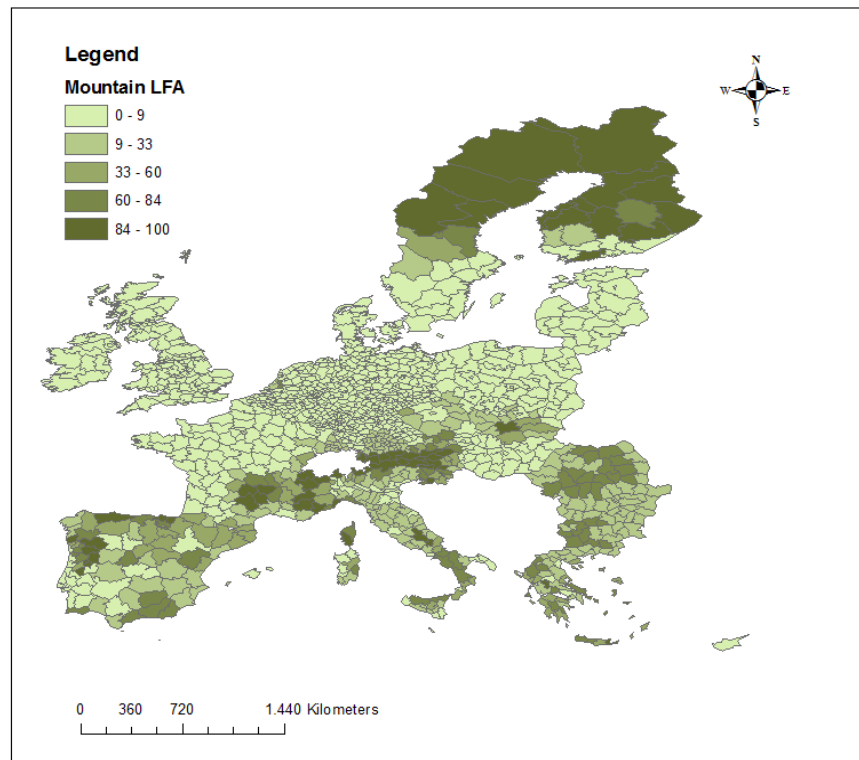 Legend
Mountain LFA
0 - 9
9 - 33
33 - 60
60 - 84
84 - 100
N
W E
S
0 360 720 1.440 Kilometers